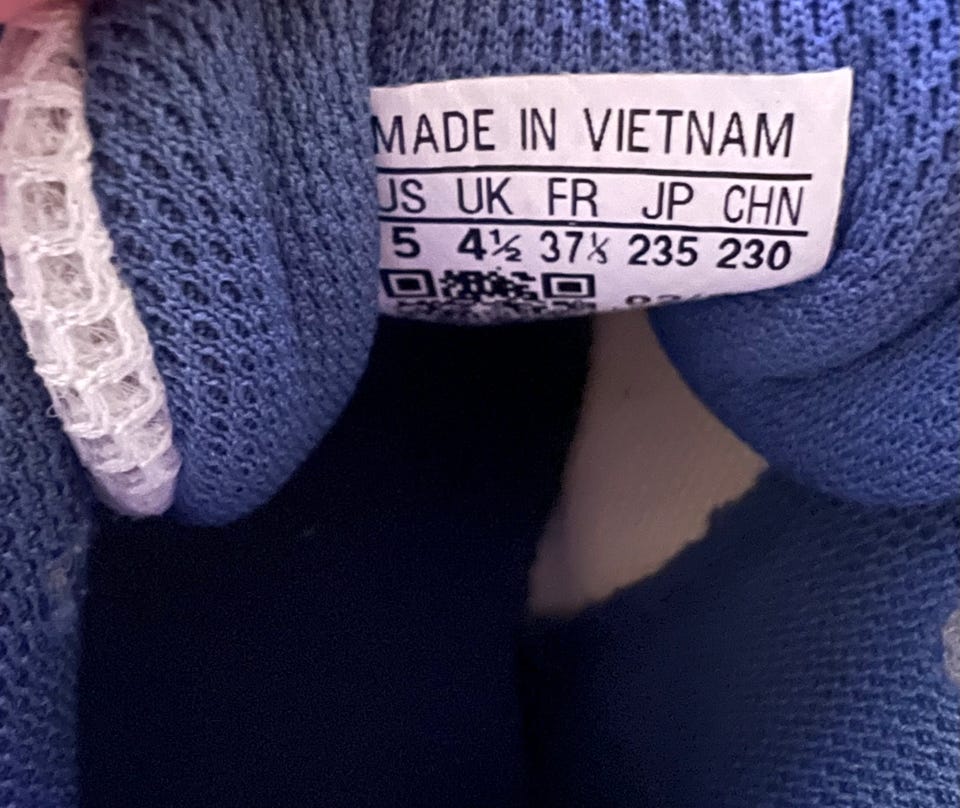 MADE IN VIETNAM
US UK FR JP CHN
5 4½ 37⅓ 235 230